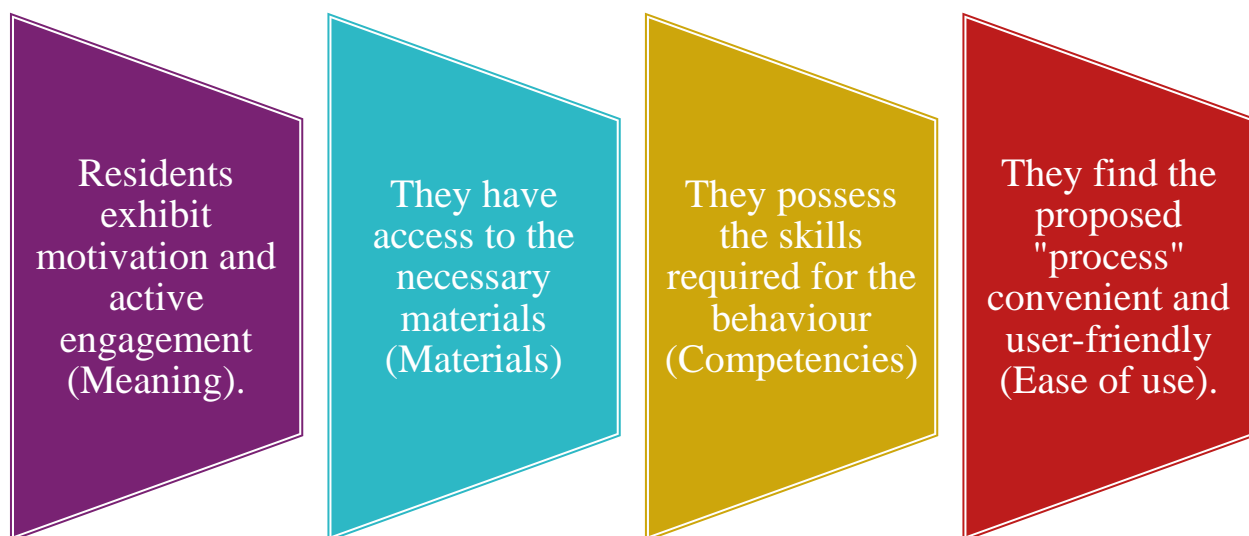 Residents
exhibit
motivation and
active
engagement
(Meaning).
They have
access to the
necessary
materials
(Materials)
They possess
the skills
required for the
behaviour
(Competencies)
They find the
proposed
"process"
convenient and
user-friendly
(Ease of use).